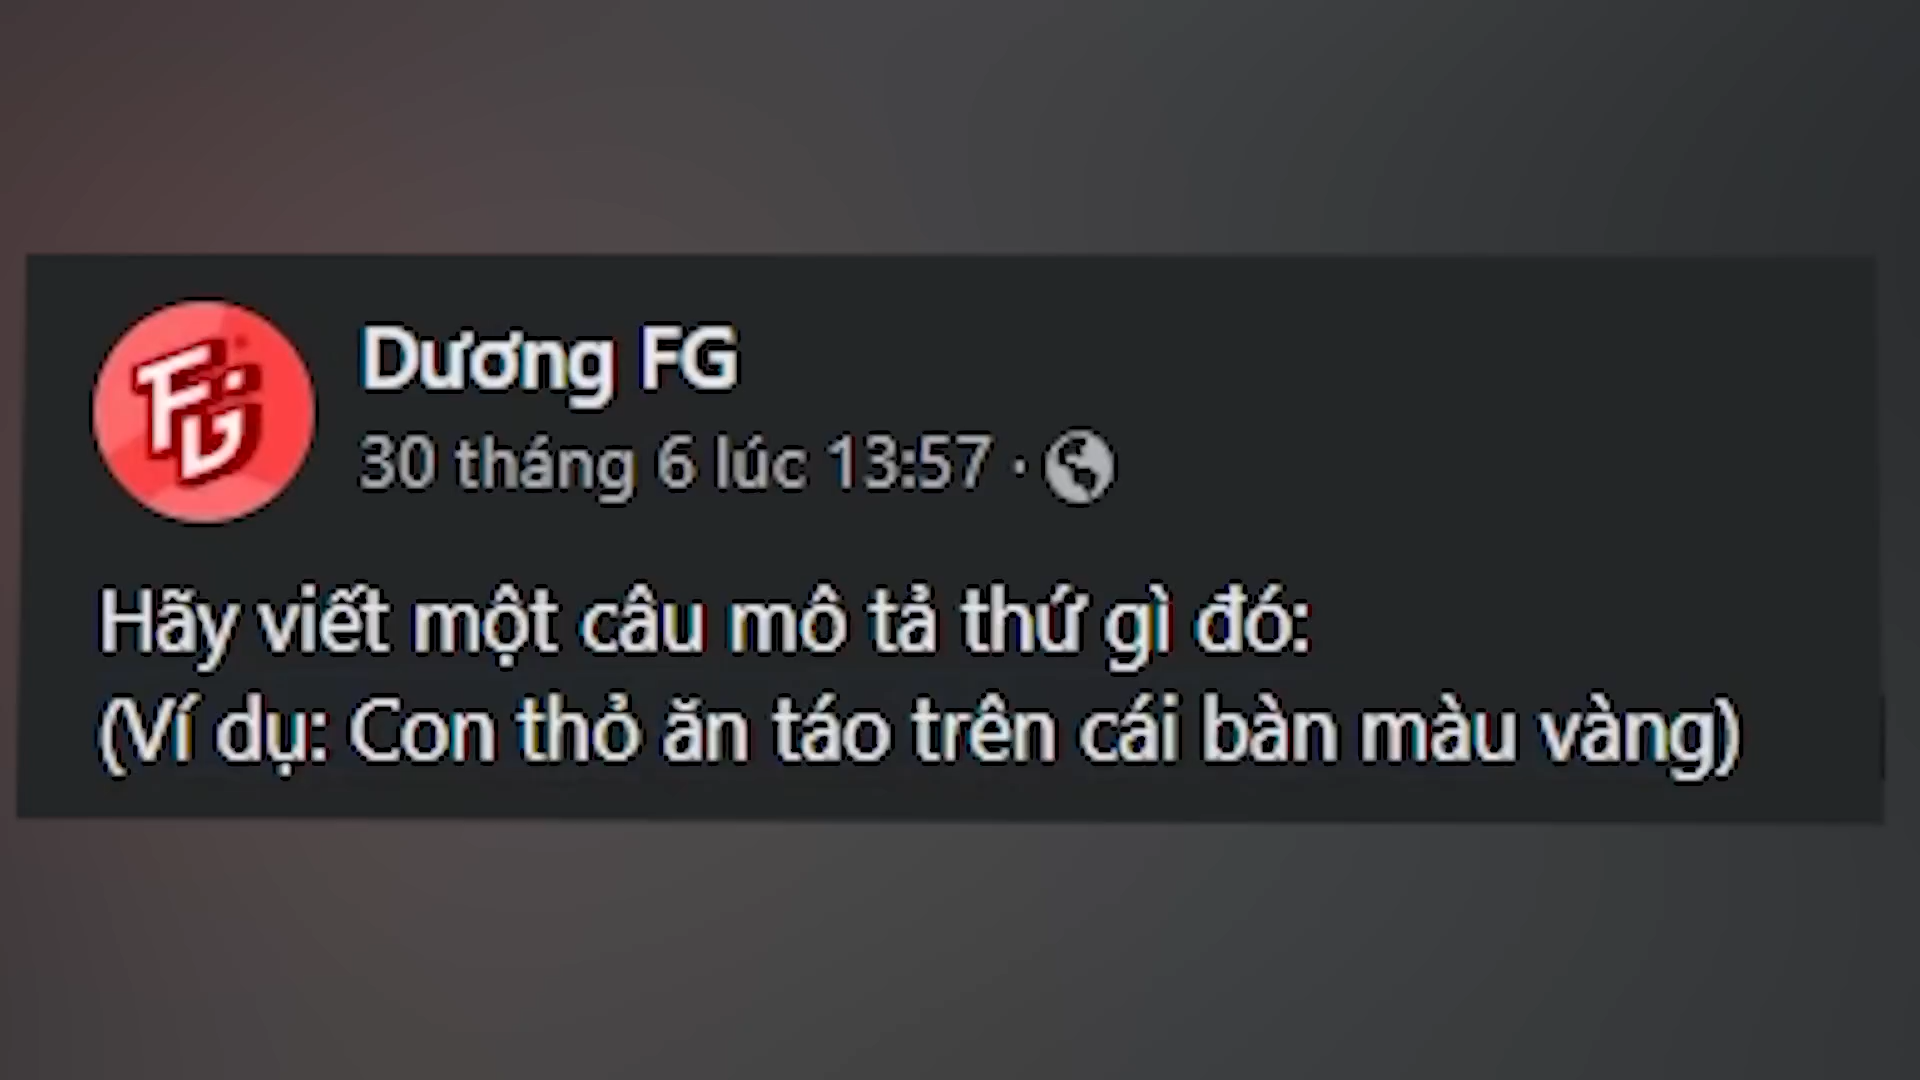 FG
Dương FG
30 tháng 6 lúc 13:57 ·
Hãy viết một câu mô tả thứ gì đó:
(Ví dụ: Con thỏ ăn táo trên cái bàn màu vàng)